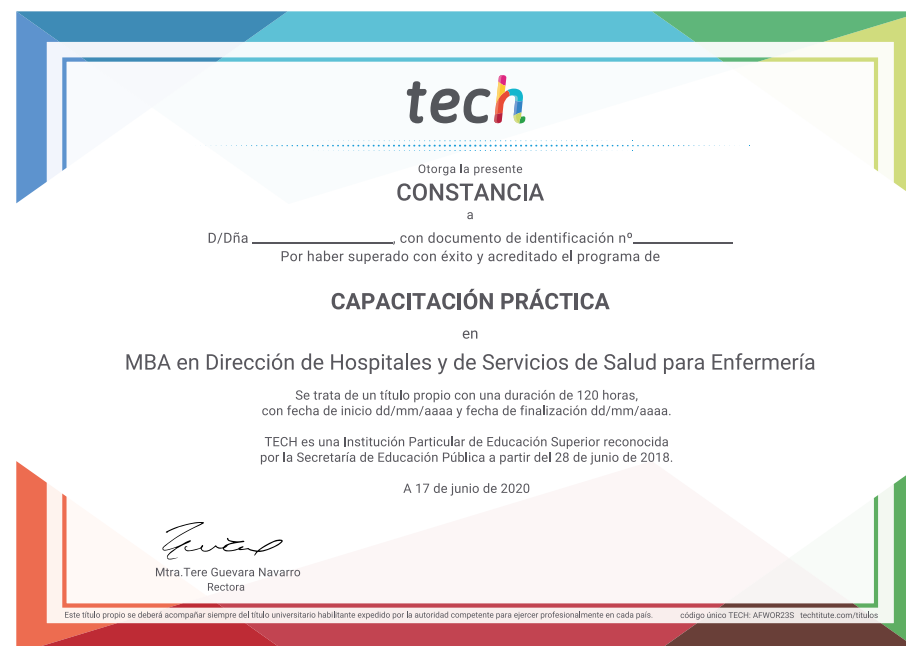 tech
Otorga la presente
CONSTANCIA
a
D/Dña ____________________, con documento de identificación nº______________
Por haber superado con éxito y acreditado el programa de
CAPACITACIÓN PRÁCTICA
en
MBA en Dirección de Hospitales y de Servicios de Salud para Enfermería
Se trata de un título propio con una duración de 120 horas,
con fecha de inicio dd/mm/aaaa y fecha de finalización dd/mm/aaaa.
TECH es una Institución Particular de Educación Superior reconocida
por la Secretaría de Educación Pública a partir del 28 de junio de 2018.
A 17 de junio de 2020
Mtra.Tere Guevara Navarro
Rectora
Este título propio se deberá acompañar siempre del título universitario habilitante expedido por la autoridad competente para ejercer profesionalmente en cada país. código único TECH: AFWOR23S techtitute.com/titulos